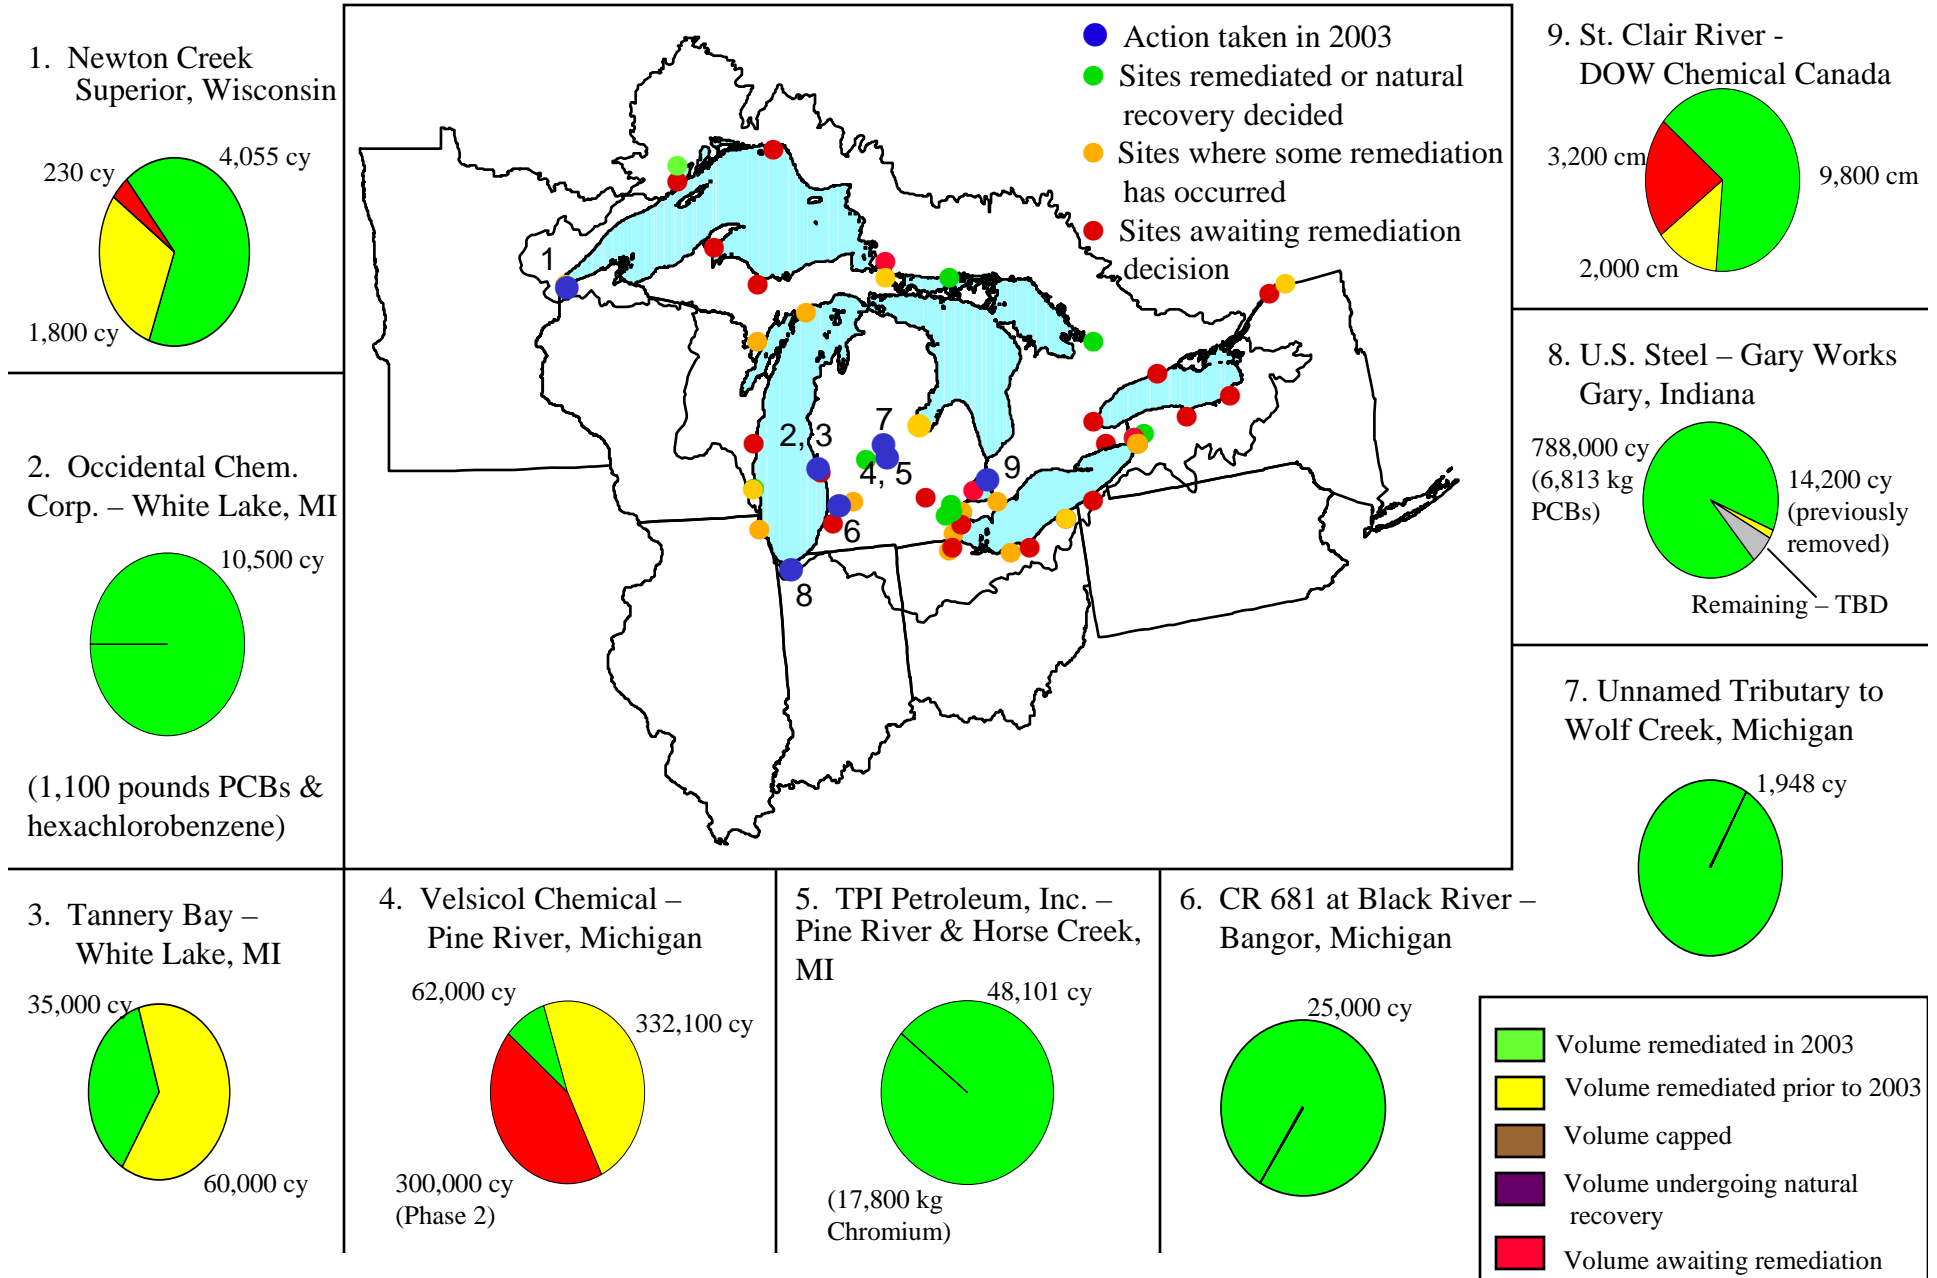 1. Newton Creek
Superior, Wisconsin
230 cy
4,055 cy
1,800 cy
2. Occidental Chem.
Corp. – White Lake, MI
10,500 cy
(1,100 pounds PCBs &
hexachlorobenzene)
3. Tannery Bay –
White Lake, MI
35,000 cy
60,000 cy
4. Velsicol Chemical –
Pine River, Michigan
62,000 cy
332,100 cy
300,000 cy
(Phase 2)
5. TPI Petroleum, Inc. –
Pine River & Horse Creek,
MI
48,101 cy
(17,800 kg
Chromium)
6. CR 681 at Black River –
Bangor, Michigan
25,000 cy
7. Unnamed Tributary to
Wolf Creek, Michigan
1,948 cy
8. U.S. Steel – Gary Works
Gary, Indiana
788,000 cy
(6,813 kg
PCBs)
14,200 cy
(previously
removed)
Remaining – TBD
9. St. Clair River -
DOW Chemical Canada
3,200 cm
9,800 cm
2,000 cm
Action taken in 2003
Sites remediated or natural
recovery decided
Sites where some remediation
has occurred
Sites awaiting remediation
decision
1
2, 3
7
4, 5
9
6
8
Volume remediated in 2003
Volume remediated prior to 2003
Volume capped
Volume undergoing natural
recovery
Volume awaiting remediation